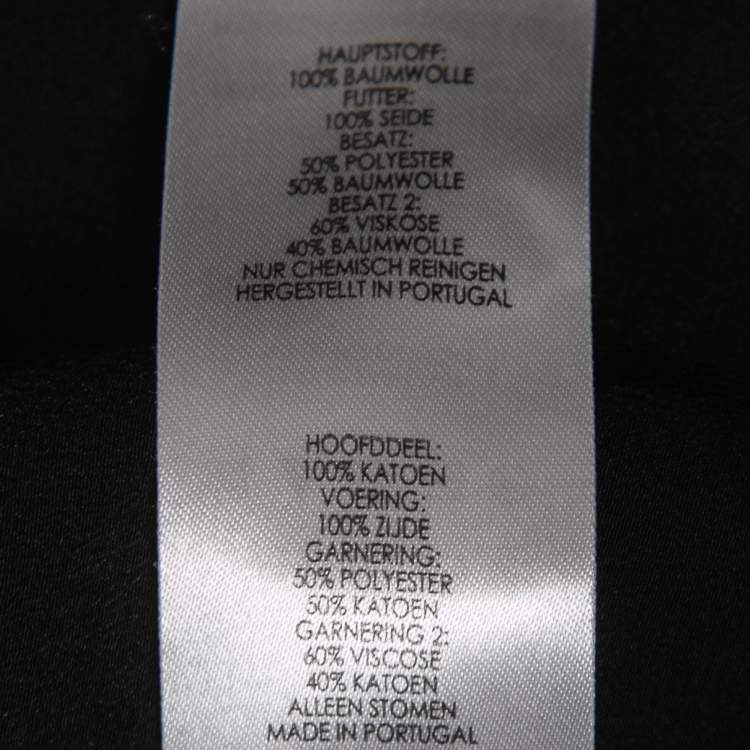 HAUPTSTOFF:
100% BAUMWOLLE
FUTTER:
100% SEIDE
BESATZ:
50% POLYESTER
50% BAUMWOLLE
BESATZ 2:
60% VISKOSE
40% BAUMWOLLE
NUR CHEMISCH REINIGEN
HERGESTELLT IN PORTUGAL
HOOFDDEEL:
100% KATOEN
VOERING:
100% ZIJDE
GARNERING:
50% POLYESTER
50% KATOEN
GARNERING 2:
60% VISCOSE
40% KATOEN
ALLEEN STOMEN
MADE IN PORTUGAL